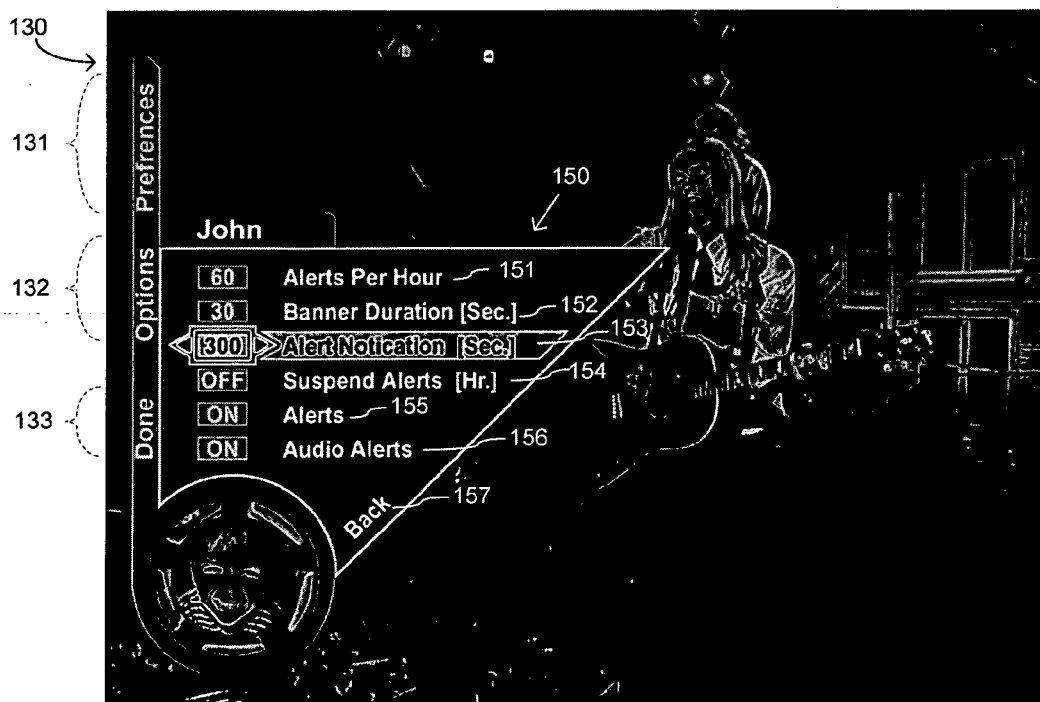 130
131
Prefrences
150
John
132
Options
60 Alerts Per Hour 151
30 Banner Duration [Sec.] 152
[300] Alert Notication [Sec.] 153
OFF Suspend Alerts [Hr.] 154
133
Done
ON Alerts 155
ON Audio Alerts 156
Back 157